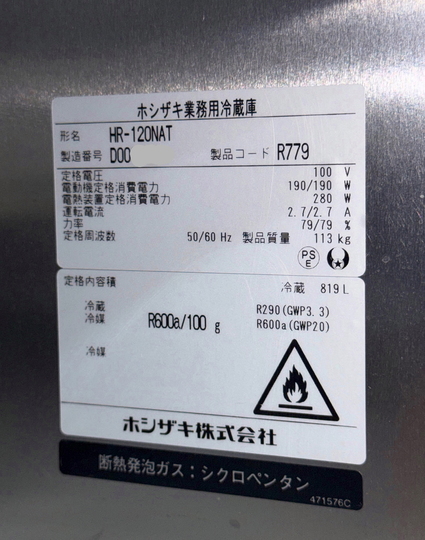 ホシザキ業務用冷蔵庫
形名 HR-120NAT
製造番号 D00 製品コード R779
定格電圧 100 V
電動機定格消費電力 190/190 W
電熱装置定格消費電力 280 W
運転電流 2.7/2.7 A
力率 79/79 %
定格周波数 50/60 Hz 製品質量 113 kg
PS
E
定格内容積 冷蔵 819 L
冷蔵
冷媒 R600a/100 g
R290(GWP3.3)
R600a(GWP20)
冷媒
ホシザキ株式会社
断熱発泡ガス:シクロペンタン
471576C